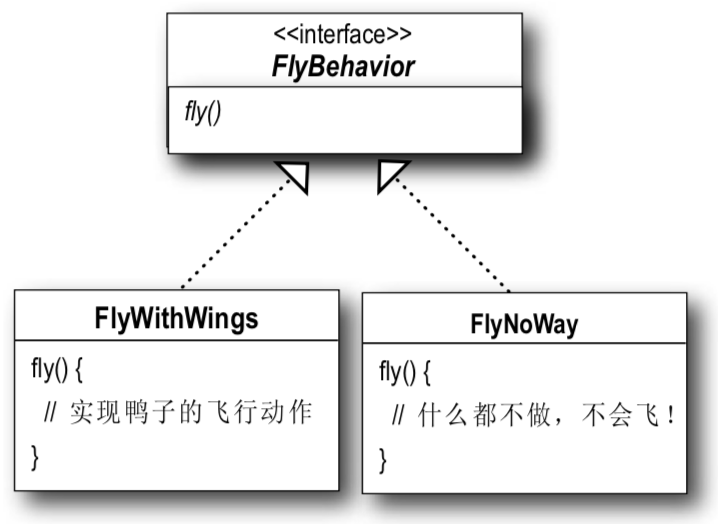 <<interface>>
FlyBehavior
fly()
FlyWithWings
fly() {
// 实现鸭子的飞行动作
}
FlyNoWay
fly() {
// 什么都不做，不会飞！
}